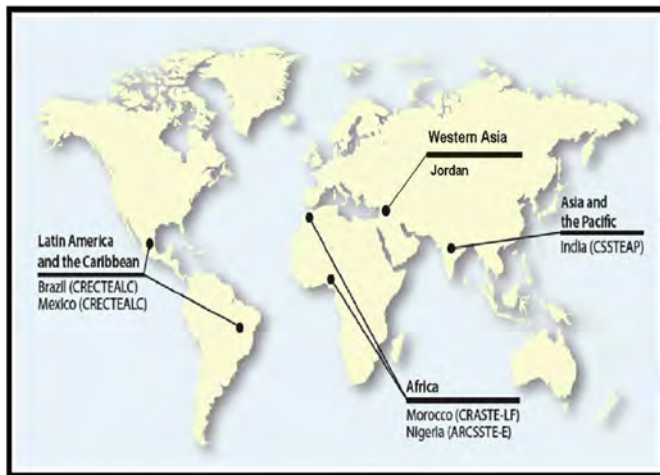 Western Asia
Jordan
Asia and
the Pacific
India (CSSTEAP)
Latin America
and the Caribbean
Brazil (CRECTEALC)
Mexico (CRECTEALC)
Africa
Morocco (CRASTE-LF)
Nigeria (ARCSSTE-E)